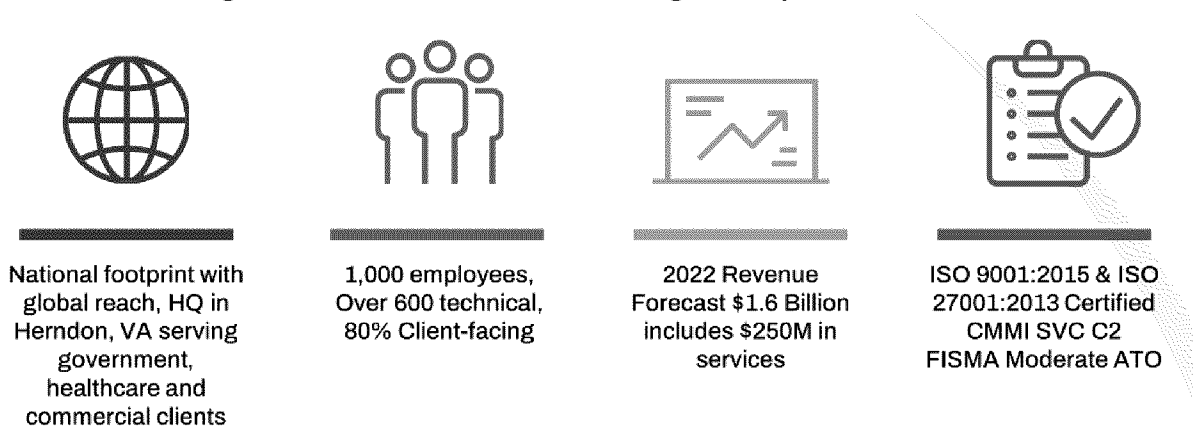 National footprint with
global reach, HQ in
Herndon, VA serving
government,
healthcare and
commercial clients
1,000 employees,
Over 600 technical,
80% Client-facing
2022 Revenue
Forecast $1.6 Billion
includes $250M in
services
ISO 9001:2015 & ISO
27001:2013 Certified
CMMI SVC C2
FISMA Moderate ATO